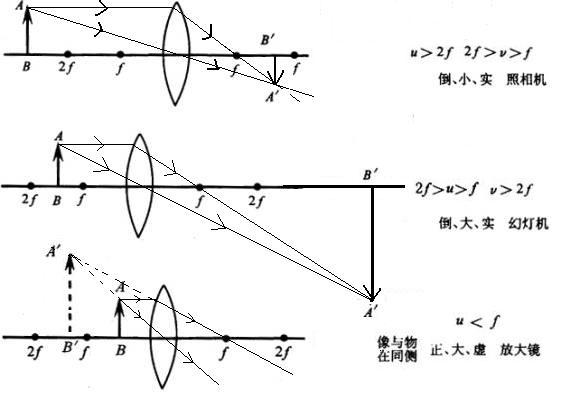 A
B 2f f f B′ f
A′
u>2f 2f>v>f
倒、小、实 照相机
A
2f B f f 2f B′
A′
2f>u>f v>2f
倒、大、实 幻灯机
A′
A
2f B′ f B f 2f
u<f
像与物
在同侧 正、大、虚 放大镜